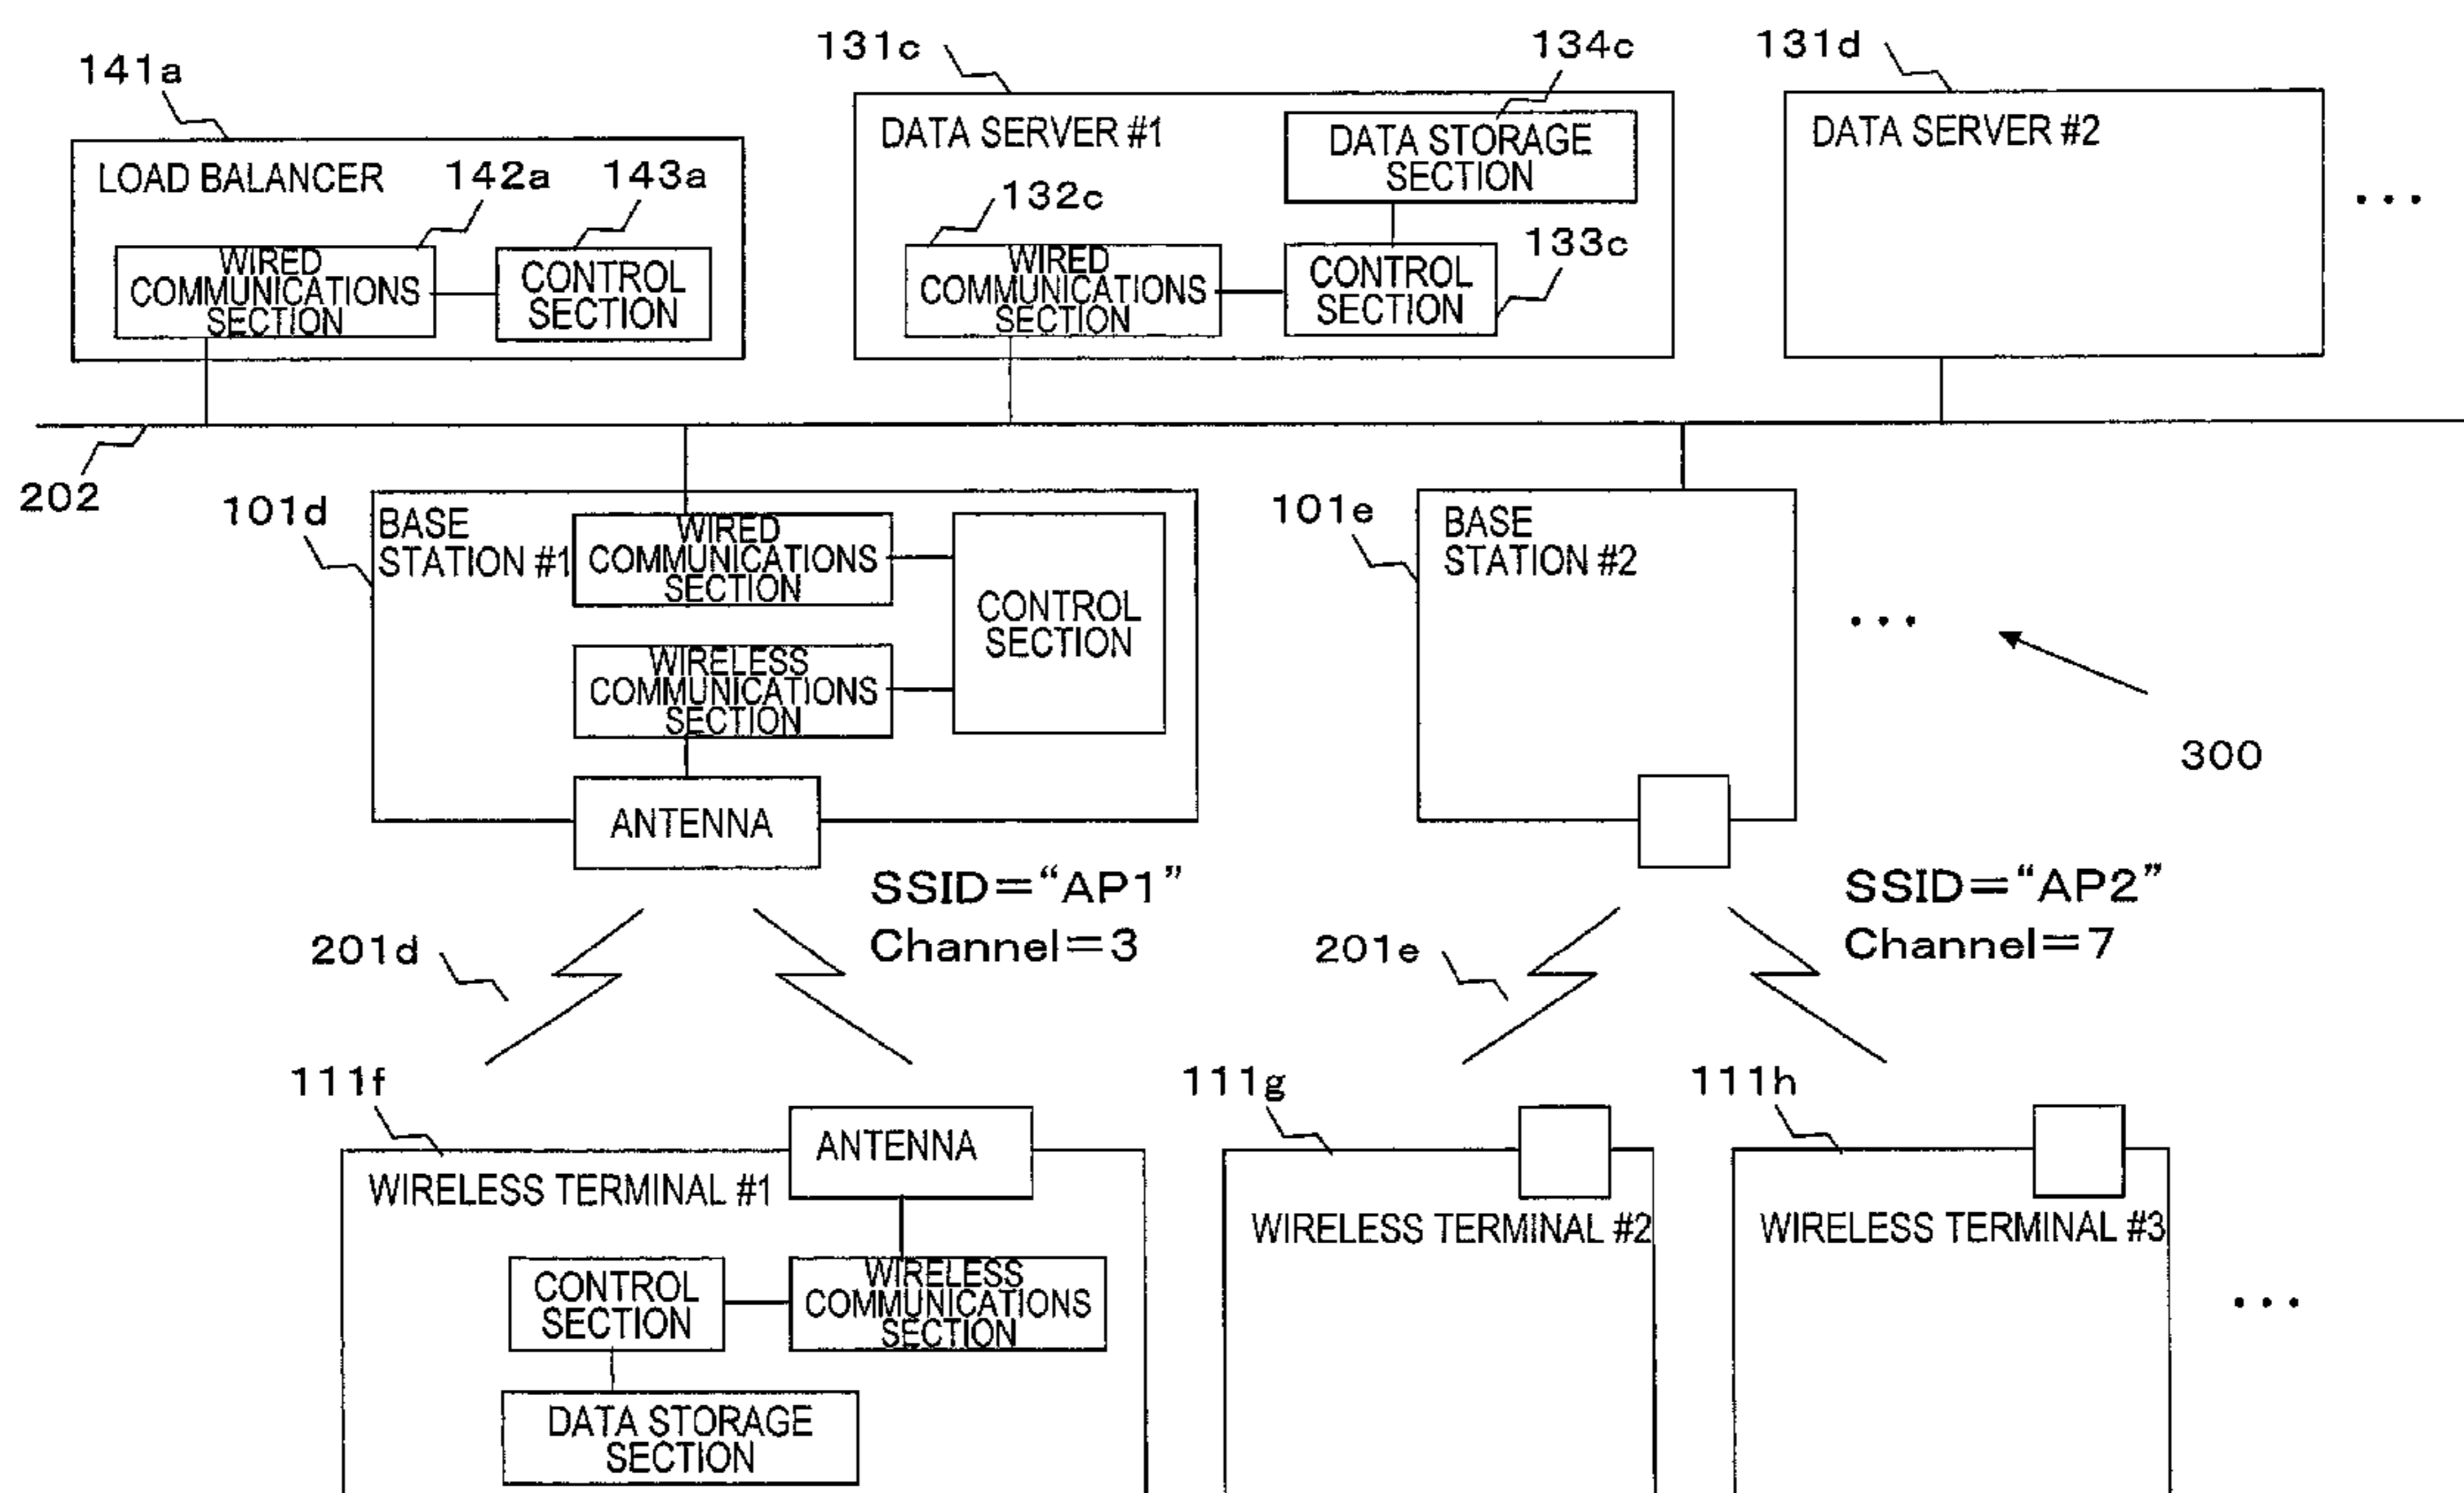 141a
131c
134c
131d
LOAD BALANCER
142a
143a
WIRED
COMMUNICATIONS
SECTION
CONTROL
SECTION
DATA SERVER #1
DATA STORAGE
SECTION
132c
WIRED
COMMUNICATIONS
SECTION
CONTROL
SECTION
133c
DATA SERVER #2
...
202
101d
BASE
STATION #1
WIRED
COMMUNICATIONS
SECTION
WIRELESS
COMMUNICATIONS
SECTION
CONTROL
SECTION
ANTENNA
101e
BASE
STATION #2
...
300
SSID=“AP1”
Channel=3
SSID=“AP2”
Channel=7
201d
201e
111f
ANTENNA
WIRELESS TERMINAL #1
CONTROL
SECTION
WIRELESS
COMMUNICATIONS
SECTION
DATA STORAGE
SECTION
111g
WIRELESS TERMINAL #2
111h
WIRELESS TERMINAL #3
...